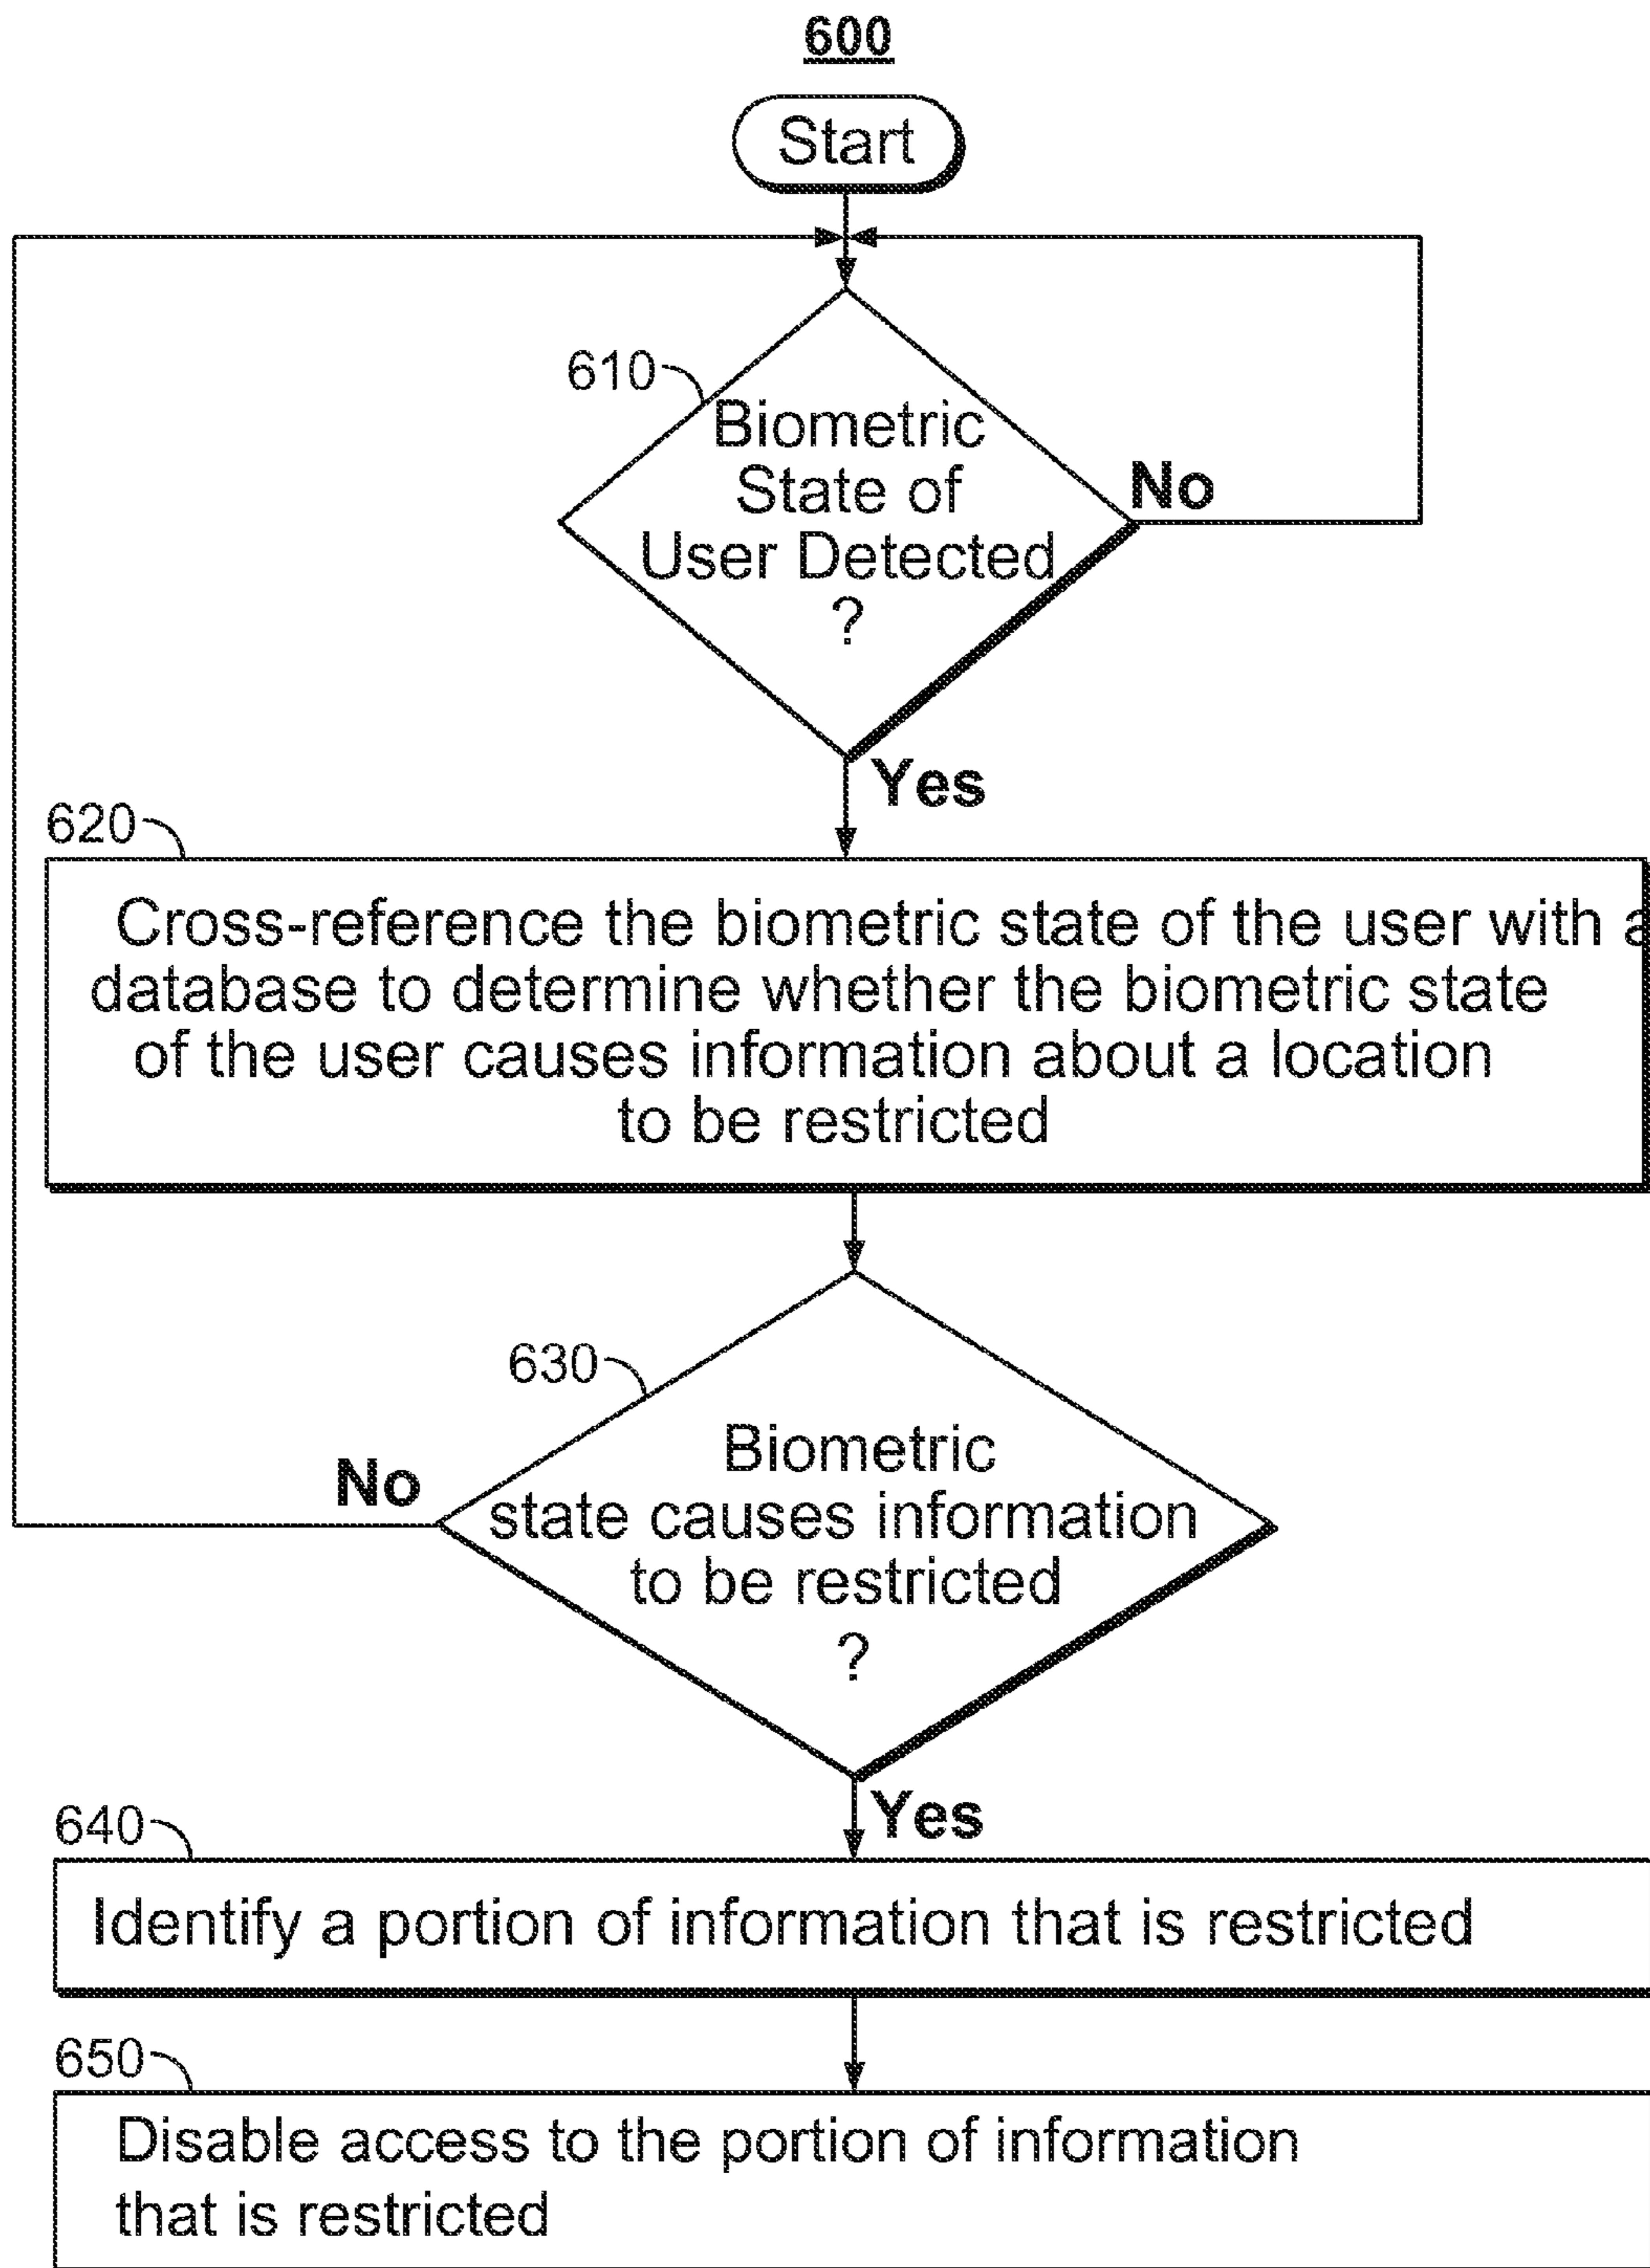 600
Start
610
Biometric
State of
User Detected
?
No
Yes
620
Cross-reference the biometric state of the user with a
database to determine whether the biometric state
of the user causes information about a location
to be restricted
630
Biometric
state causes information
to be restricted
?
No
Yes
640
Identify a portion of information that is restricted
650
Disable access to the portion of information
that is restricted